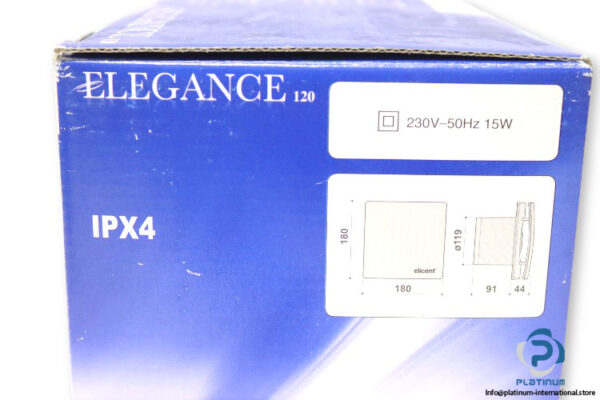 ELEGANCE 120
230V~50Hz 15W
IPX4
180
elicent
180
ø119
91
44
PLATINUM
Info@platinum-international.store